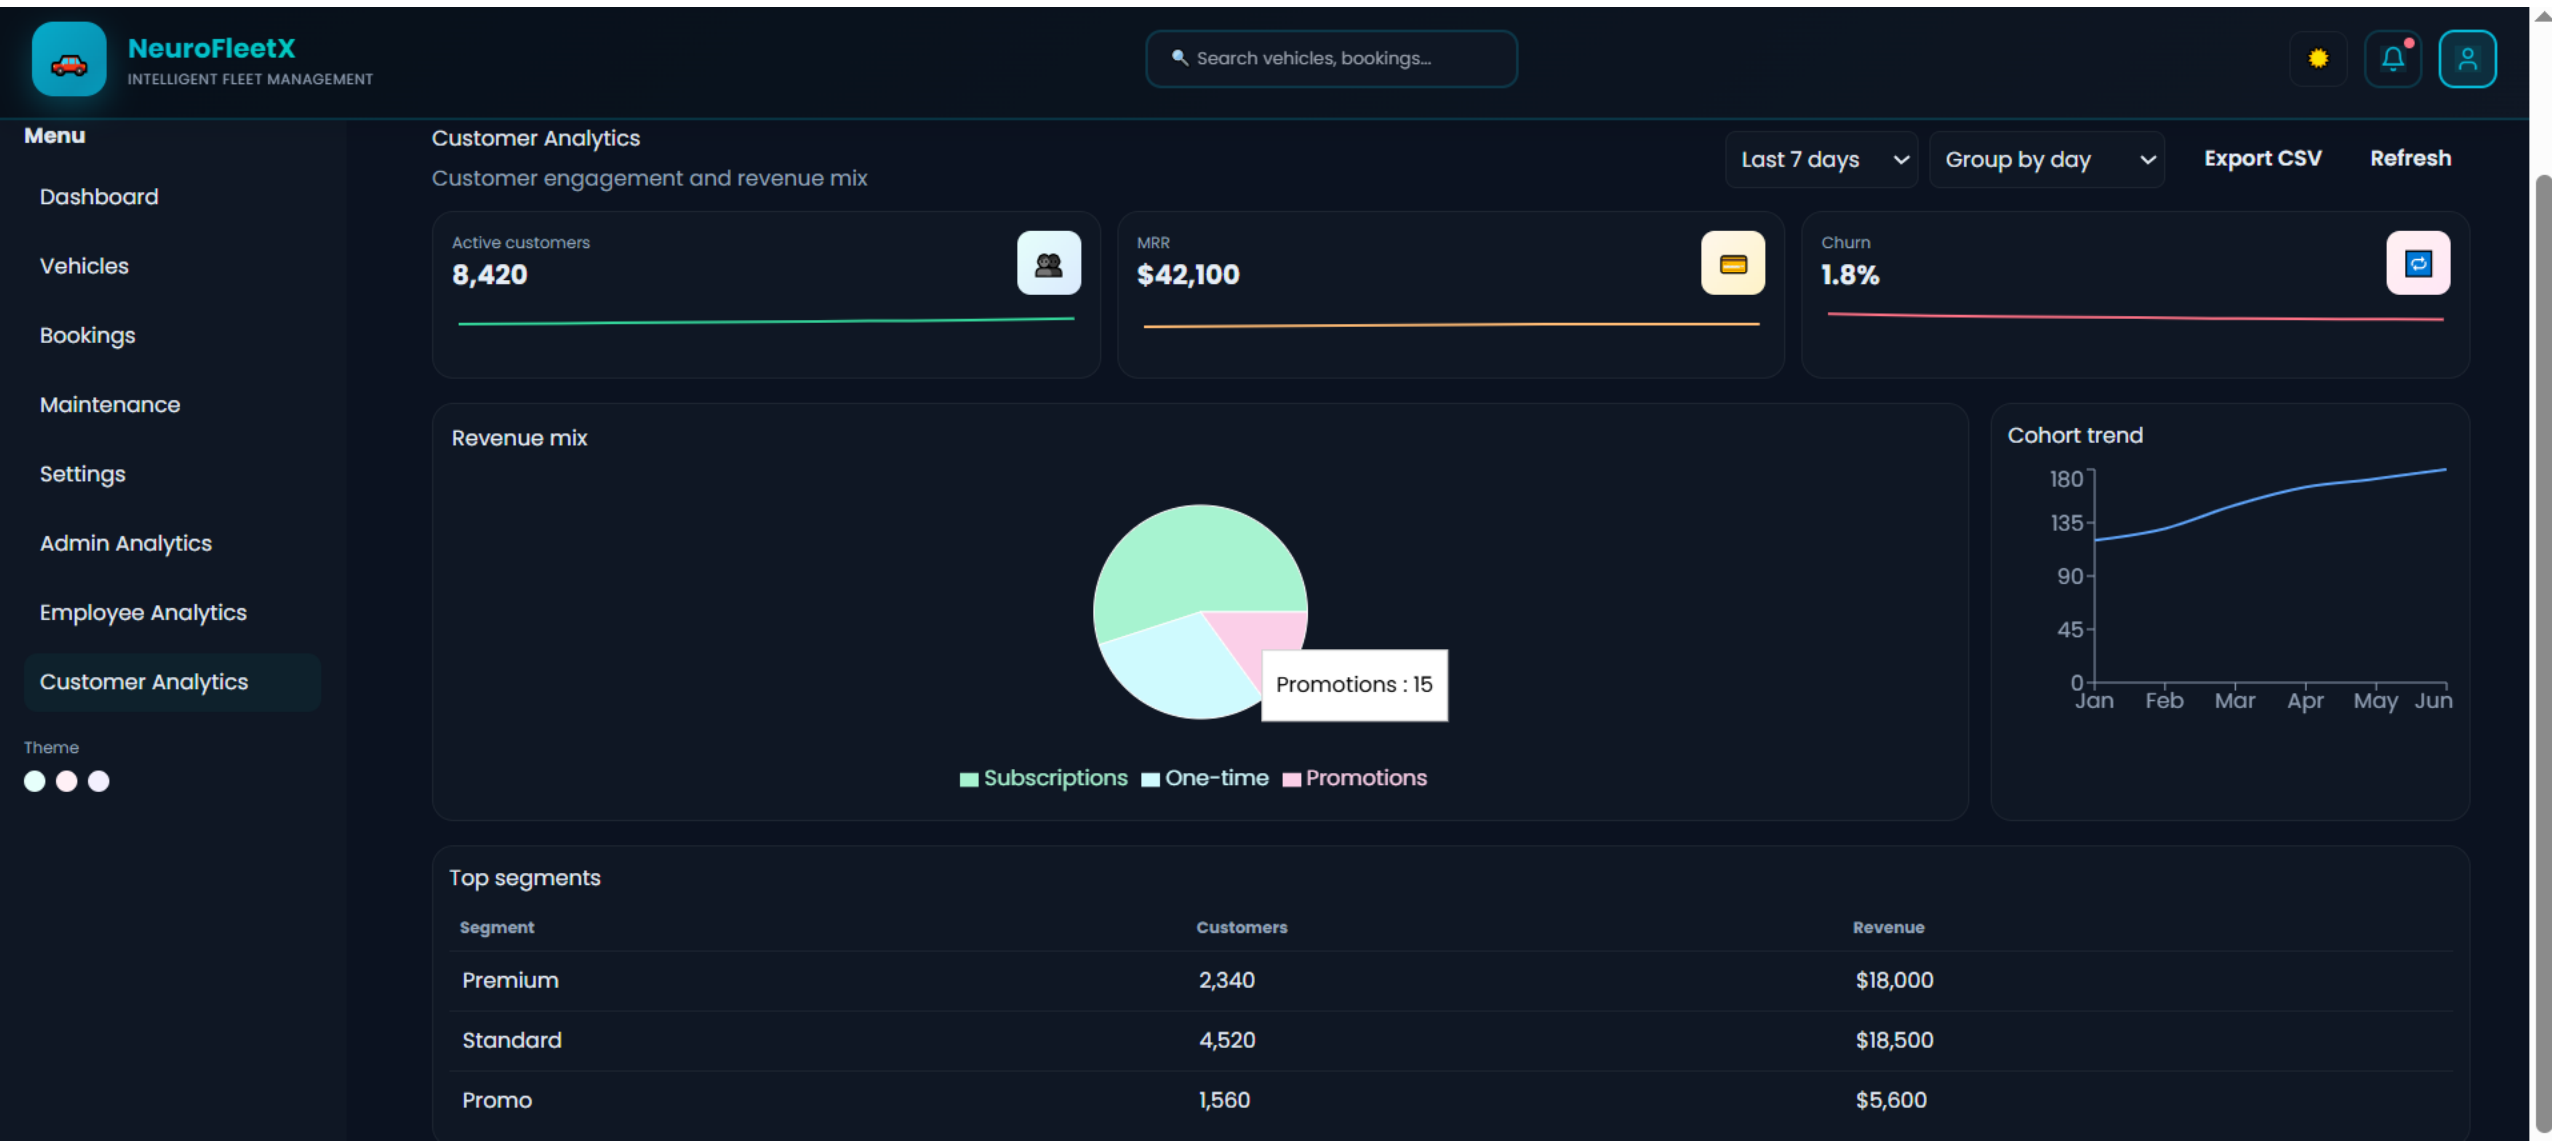 NeuroFleetX
INTELLIGENT FLEET MANAGEMENT
Search vehicles, bookings...
Menu
Dashboard
Vehicles
Bookings
Maintenance
Settings
Admin Analytics
Employee Analytics
Customer Analytics
Theme
Customer Analytics
Customer engagement and revenue mix
Last 7 days
Group by day
Export CSV
Refresh
Active customers
8,420
MRR
$42,100
Churn
1.8%
Revenue mix
Promotions : 15
Subscriptions One-time Promotions
Cohort trend
180
135
90
45
0
Jan Feb Mar Apr May Jun
Top segments
Segment Customers Revenue
Premium 2,340 $18,000
Standard 4,520 $18,500
Promo 1,560 $5,600